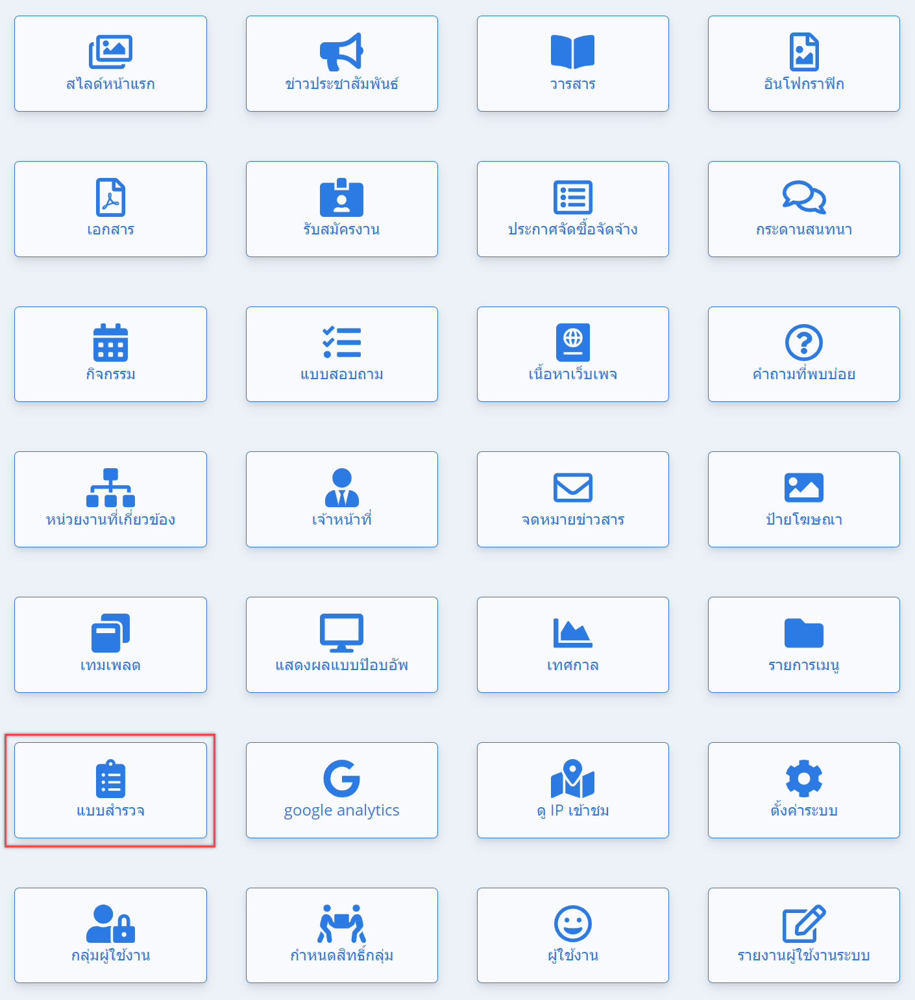 สไลด์หน้าแรก
ข่าวประชาสัมพันธ์
วารสาร
อินโฟกราฟิก
เอกสาร
รับสมัครงาน
ประกาศจัดซื้อจัดจ้าง
กระดานสนทนา
กิจกรรม
แบบสอบถาม
เนื้อหาเว็บเพจ
คำถามที่พบบ่อย
หน่วยงานที่เกี่ยวข้อง
เจ้าหน้าที่
จดหมายข่าวสาร
ป้ายโฆษณา
เทมเพลต
แสดงผลแบบป๊อบอัพ
เทศกาล
รายการเมนู
แบบสำรวจ
google analytics
ดู IP เข้าชม
ตั้งค่าระบบ
กลุ่มผู้ใช้งาน
กำหนดสิทธิ์กลุ่ม
ผู้ใช้งาน
รายงานผู้ใช้งานระบบ